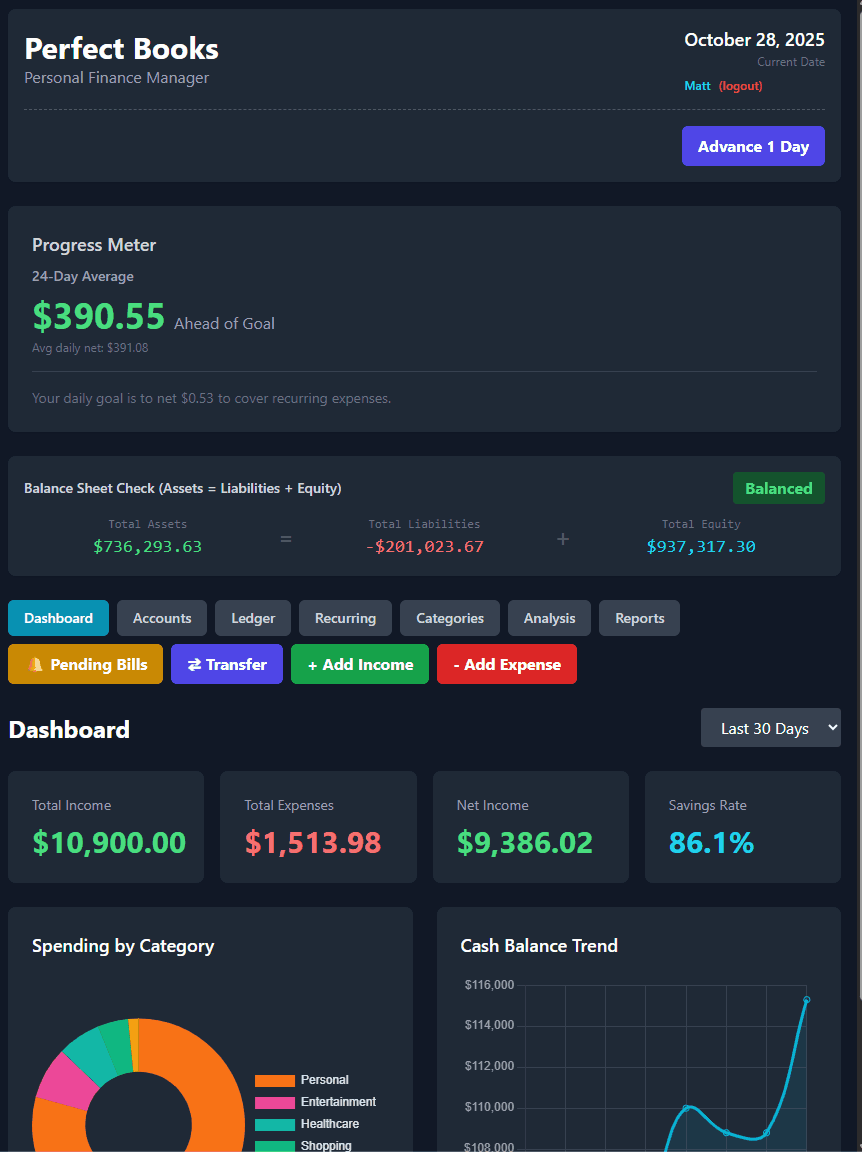 Perfect Books
Personal Finance Manager
October 28, 2025
Current Date
Matt (logout)
Advance 1 Day
Progress Meter
24-Day Average
$390.55 Ahead of Goal
Avg daily net: $391.08
Your daily goal is to net $0.53 to cover recurring expenses.
Balance Sheet Check (Assets = Liabilities + Equity)
Balanced
Total Assets
$736,293.63
=
Total Liabilities
-$201,023.67
+
Total Equity
$937,317.30
Dashboard Accounts Ledger Recurring Categories Analysis Reports
🔔 Pending Bills ⇄ Transfer + Add Income - Add Expense
Dashboard
Last 30 Days
Total Income
$10,900.00
Total Expenses
$1,513.98
Net Income
$9,386.02
Savings Rate
86.1%
Spending by Category
Personal
Entertainment
Healthcare
Shopping
Cash Balance Trend
$116,000
$114,000
$112,000
$110,000
$108,000